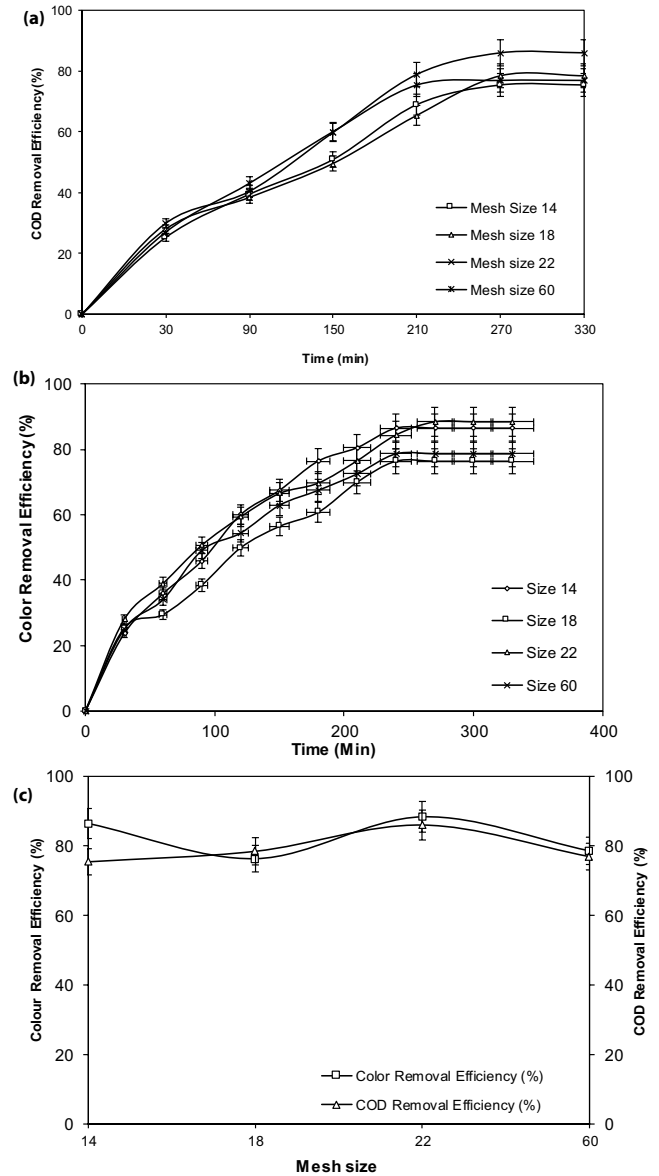 (a)
100
80
60
40
20
0
COD Removal Efficiency (%)
Mesh Size 14
Mesh size 18
Mesh size 22
Mesh size 60
0 30 90 150 210 270 330
Time (min)
(b)
100
80
60
40
20
0
Color Removal Efficiency (%)
Size 14
Size 18
Size 22
Size 60
0 100 200 300 400
Time (Min)
(c)
100
80
60
40
20
0
Colour Removal Efficiency (%)
100
80
60
40
20
0
COD Removal Efficiency (%)
Color Removal Efficiency (%)
COD Removal Efficiency (%)
14 18 22 60
Mesh size